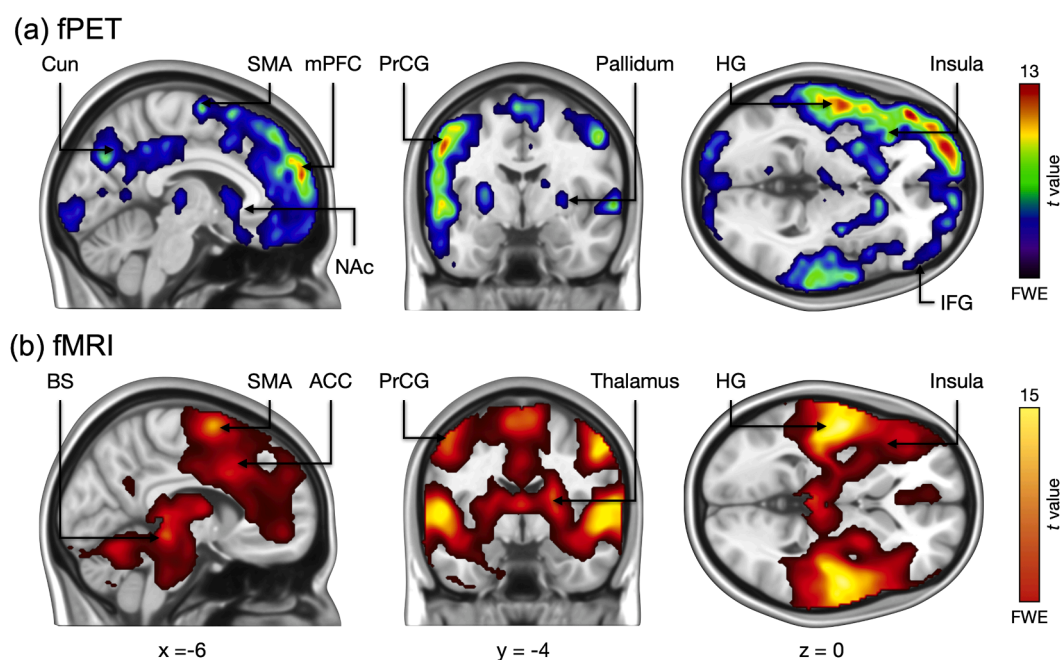 (a) fPET
Cun SMA mPFC PrCG Pallidum HG Insula
13
t value
FWE
NAc
IFG
(b) fMRI
BS SMA ACC PrCG Thalamus HG Insula
15
t value
FWE
x =-6 y = -4 z = 0